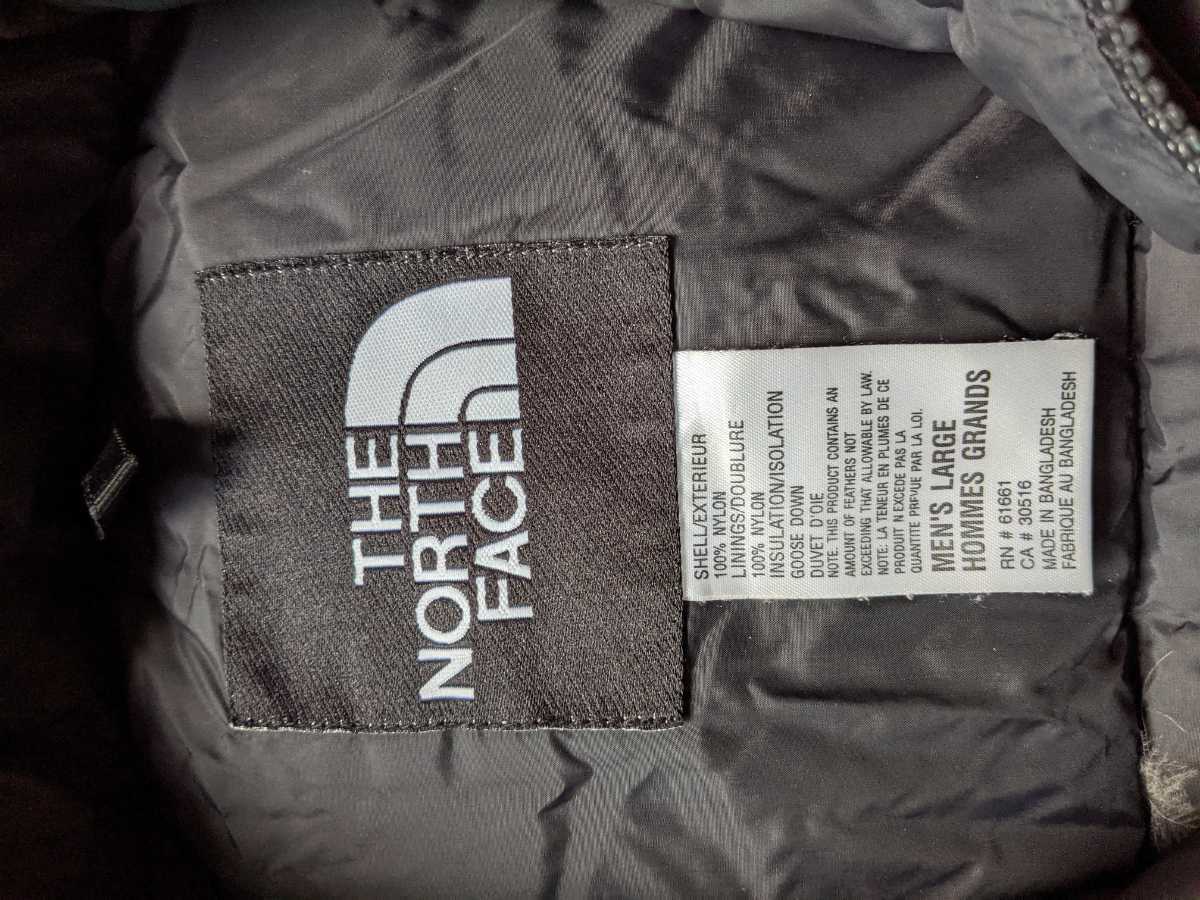 THE
NORTH
FACE
SHELL/EXTERIEUR
100% NYLON
LININGS/DOUBLURE
100% NYLON
INSULATION/ISOLATION
GOOSE DOWN
DUVET D'OIE
NOTE. THIS PRODUCT CONTAINS AN
AMOUNT OF FEATHERS NOT
EXCEEDING THAT ALLOWABLE BY LAW.
NOTE: LA TENEUR EN PLUMES DE CE
PRODUIT N'EXCEDE PAS LA
QUANTITE PREVUE PAR LA LOI.
MEN'S LARGE
HOMMES GRANDS
RN # 61661
CA # 30516
MADE IN BANGLADESH
FABRIQUE AU BANGLADESH